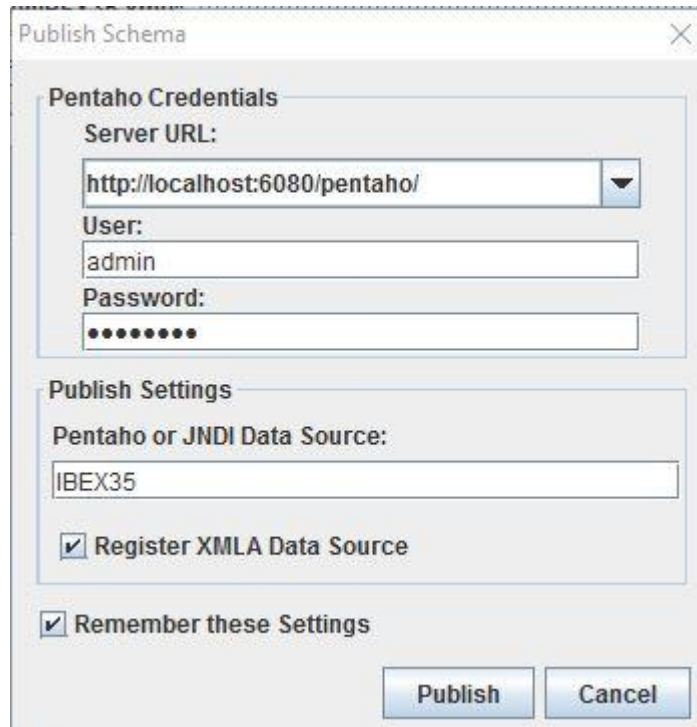 Publish Schema
Pentaho Credentials
Server URL:
http://localhost:6080/pentaho/
User:
admin
Password:
●●●●●●●●
Publish Settings
Pentaho or JNDI Data Source:
IBEX35
Register XMLA Data Source
Remember these Settings
Publish Cancel